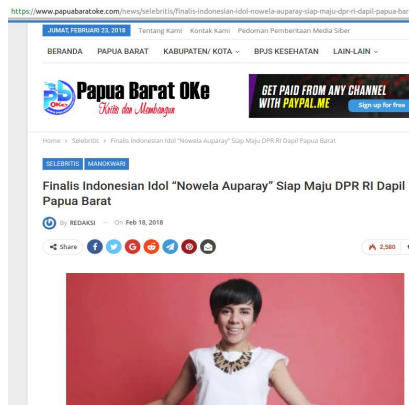 https://www.papuabaratoke.com/news/selebritis/finalis-indonesian-idol-nowela-auparay-siap-maju-dpr-ri-dapil-papua-bar
JUMAT, FEBRUARI 23, 2018 Tentang Kami Kontak Kami Pedoman Pemberitaan Media Siber
BERANDA PAPUA BARAT KABUPATEN/ KOTA BPJS KESEHATAN LAIN-LAIN
OKe Papua Barat OKe
Kritis dan Membangun
GET PAID FROM ANY CHANNEL
WITH PAYPAL.ME Sign up for free
Home > Selebritis > Finalis Indonesian Idol "Nowela Auparay" Siap Maju DPR RI Dapil Papua Barat
SELEBRITIS MANOKWARI
Finalis Indonesian Idol “Nowela Auparay” Siap Maju DPR RI Dapil
Papua Barat
By REDAKSI — On Feb 18, 2018
Share 2,580